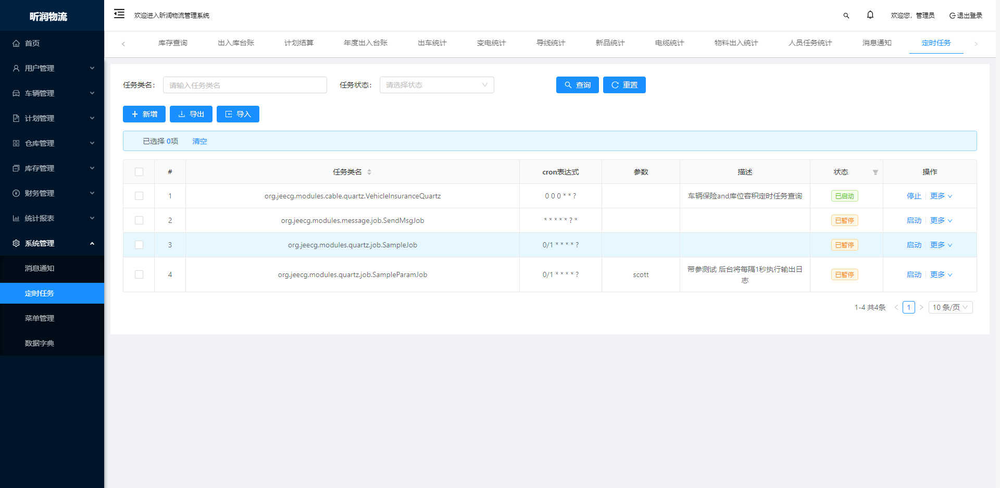 昕润物流
欢迎进入昕润物流管理系统
欢迎您，管理员
退出登录
首页
用户管理
车辆管理
计划管理
仓库管理
库存管理
财务管理
统计报表
系统管理
消息通知
定时任务
菜单管理
数据字典
库存查询 出入库台账 计划结算 年度出入台账 出车统计 变电统计 导线统计 新品统计 电缆统计 物料出入统计 人员任务统计 消息通知 定时任务
任务类名： 请输入任务类名 任务状态： 请选择状态 查询 重置
新增 导出 导入
已选择 0项 清空
# 任务类名 cron表达式 参数 描述 状态 操作
1 org.jeecg.modules.cable.quartz.VehicleInsuranceQuartz 0 0 0 * * ? 车辆保险and库位容积定时任务查询 已启动 停止 更多
2 org.jeecg.modules.message.job.SendMsgJob * * * * * ? * 已暂停 启动 更多
3 org.jeecg.modules.quartz.job.SampleJob 0/1 * * * * ? 已暂停 启动 更多
4 org.jeecg.modules.quartz.job.SampleParamJob 0/1 * * * * ? scott 带参测试 后台将每隔1秒执行输出日
志 已暂停 启动 更多
1-4 共4条 < 1 > 10 条/页